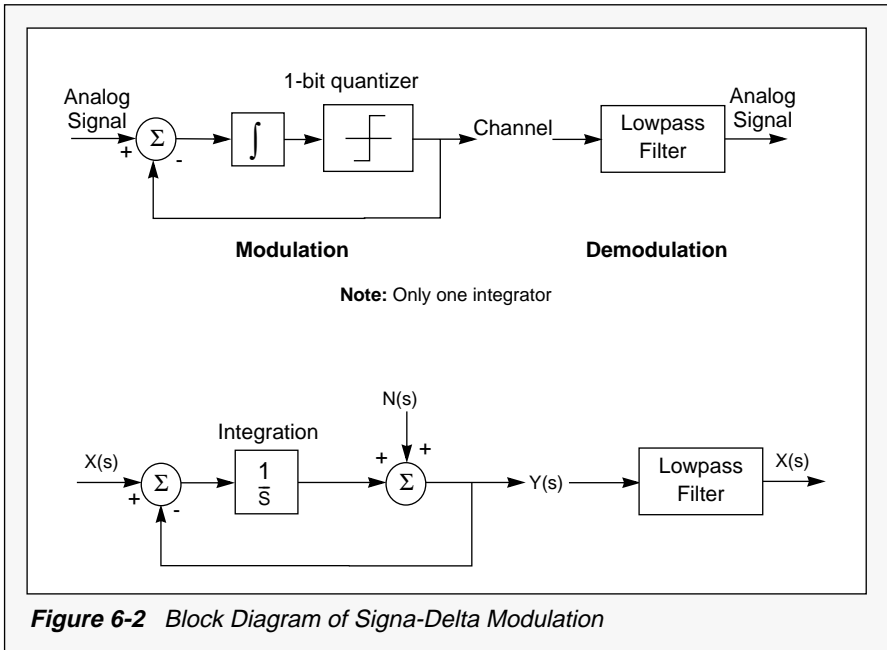 1-bit quantizer
Analog
Signal
+
Σ
-
∫
Channel
Lowpass
Filter
Analog
Signal
Modulation
Demodulation
Note: Only one integrator
N(s)
Integration
X(s)
+
Σ
-
1
S
+
+
Σ
Y(s)
Lowpass
Filter
X(s)
Figure 6-2 Block Diagram of Signa-Delta Modulation